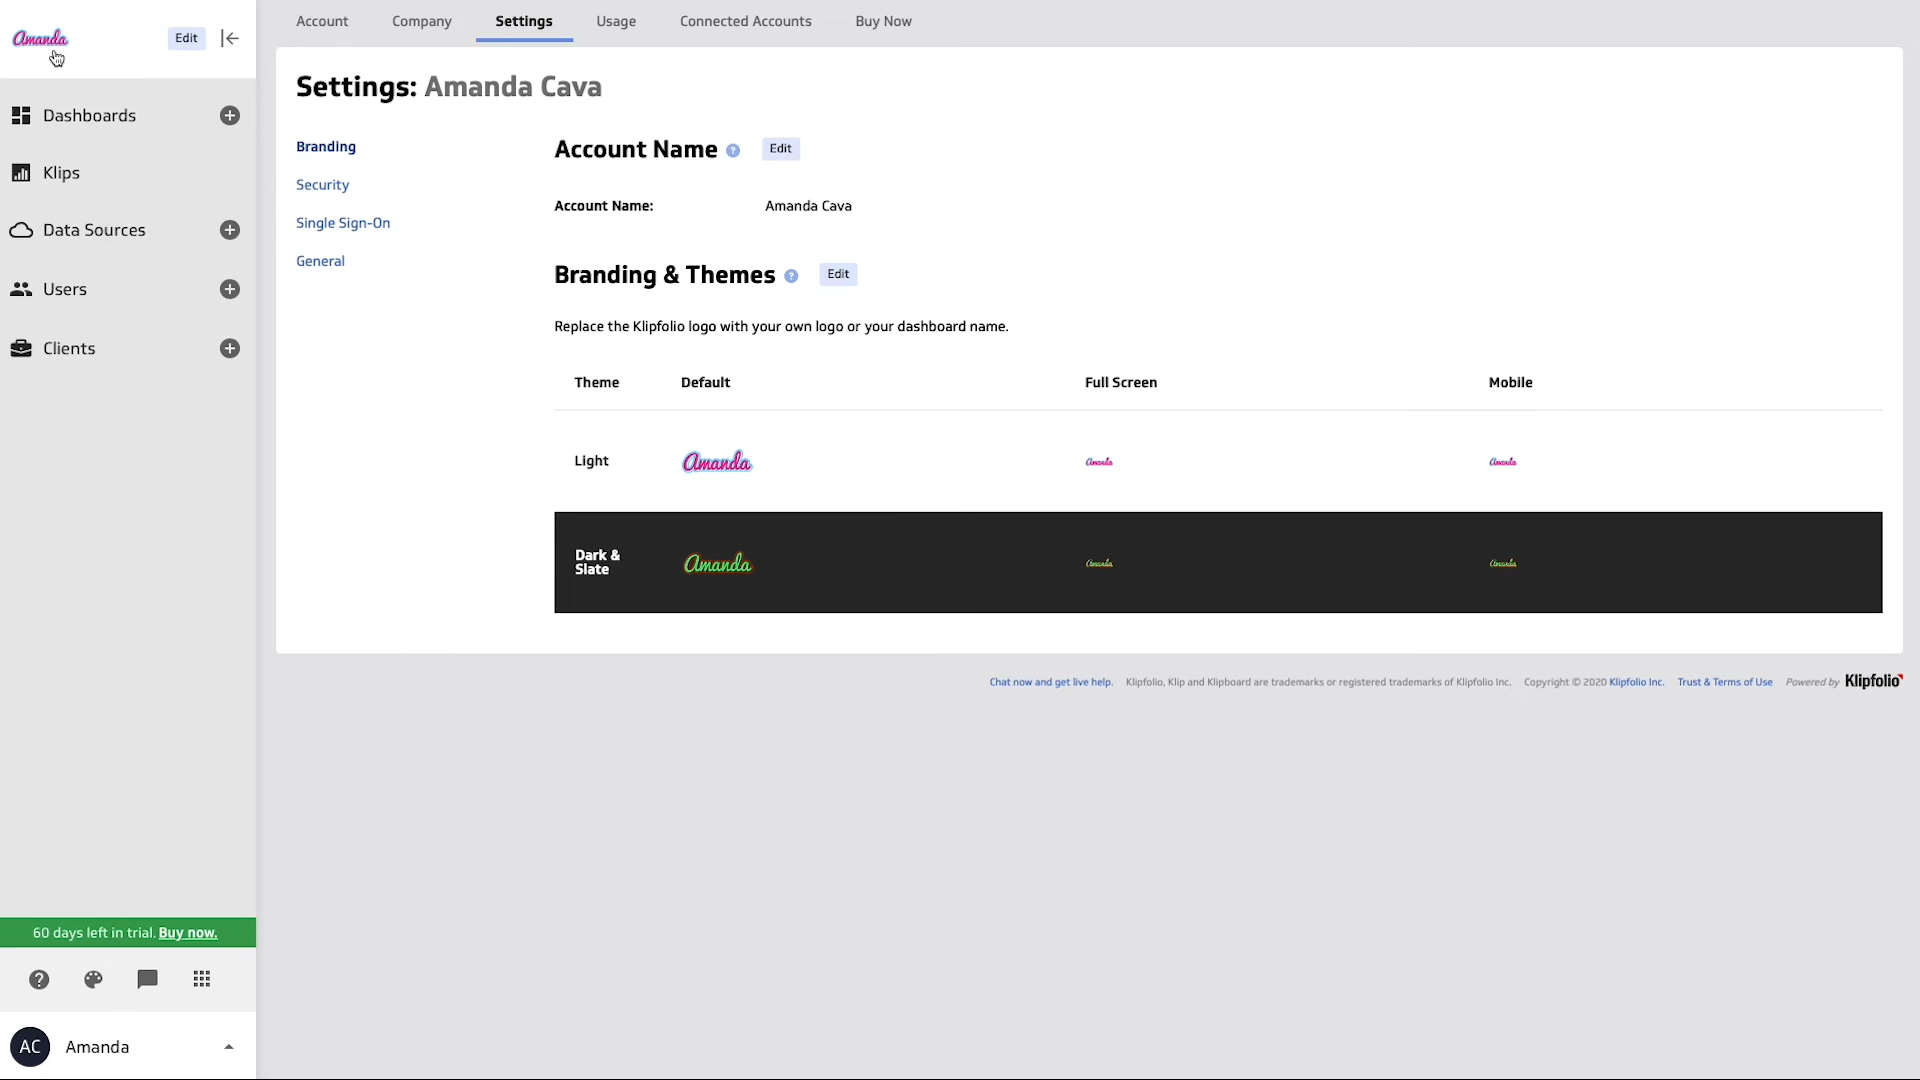 Amanda
Edit
Dashboards
Klips
Data Sources
Users
Clients
60 days left in trial. Buy now.
AC
Amanda
Account
Company
Settings
Usage
Connected Accounts
Buy Now
Settings: Amanda Cava
Branding
Security
Single Sign-On
General
Account Name ? Edit
Account Name: Amanda Cava
Branding & Themes ? Edit
Replace the Klipfolio logo with your own logo or your dashboard name.
Theme Default Full Screen Mobile
Light Amanda Amanda Amanda
Dark &
Slate
Amanda Amanda Amanda
Chat now and get live help. Klipfolio, Klip and Klipboard are trademarks or registered trademarks of Klipfolio Inc. Copyright © 2020 Klipfolio Inc. Trust & Terms of Use Powered by Klipfolio